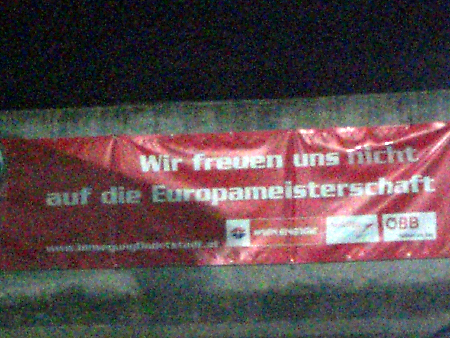 Wir freuen uns nicht
auf die Europameisterschaft
ÖBB